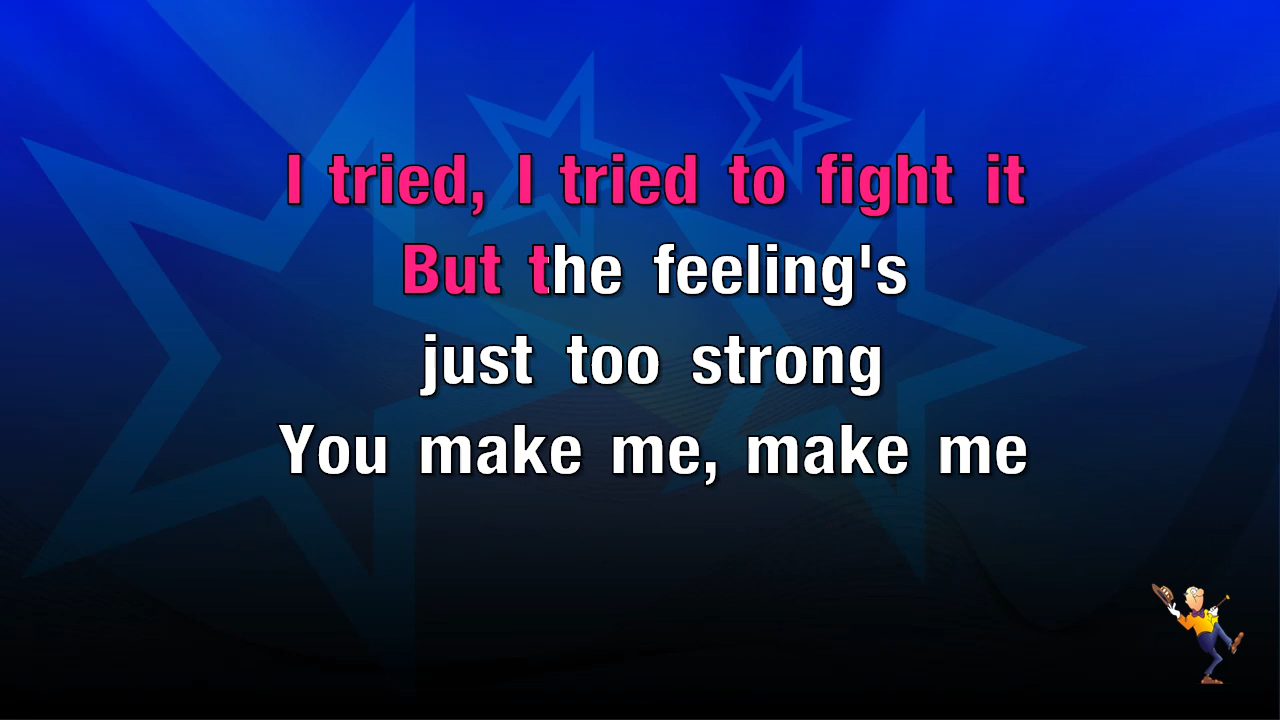 I tried, I tried to fight it
But the feeling's
just too strong
You make me, make me